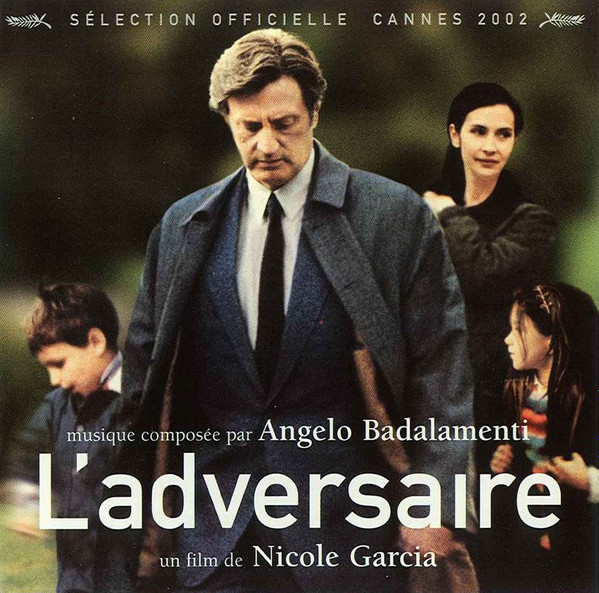 SÉLECTION OFFICIELLE CANNES 2002
musique composée par Angelo Badalamenti
L'adversaire
un film de Nicole Garcia